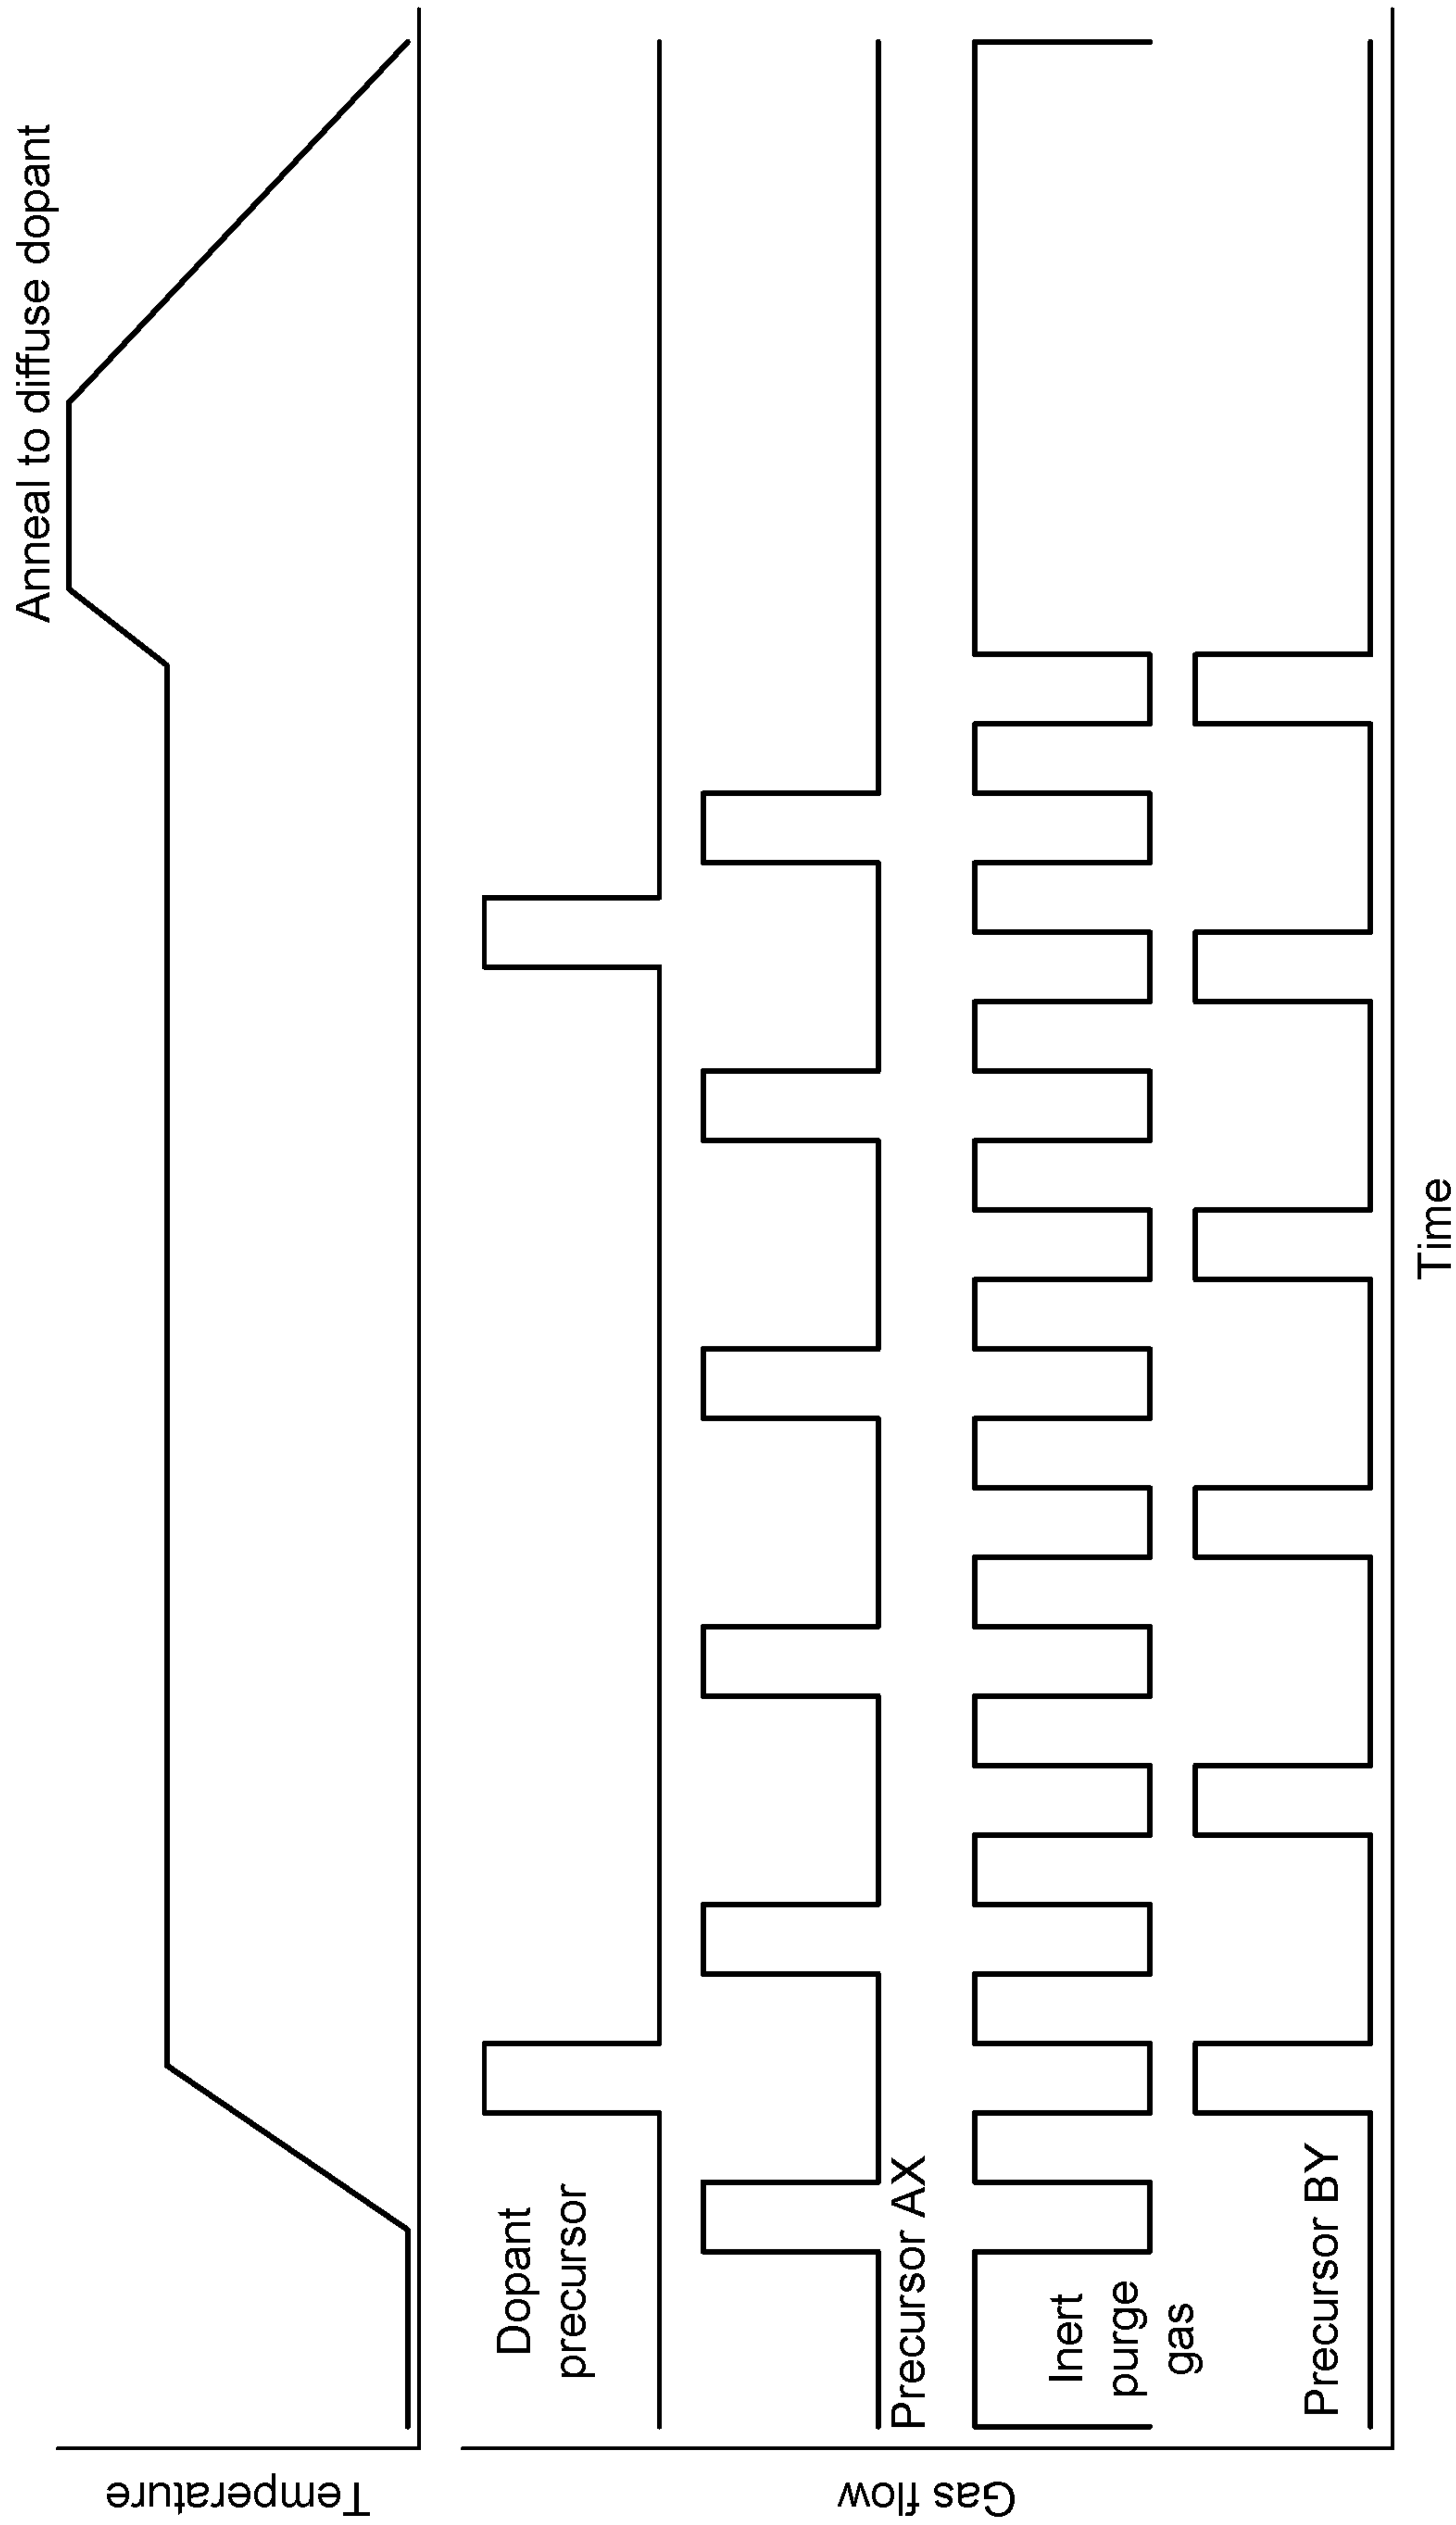 Anneal to diffuse dopant
Temperature
Dopant
precursor
Precursor AX
Gas flow
Inert
purge
gas
Precursor BY
Time